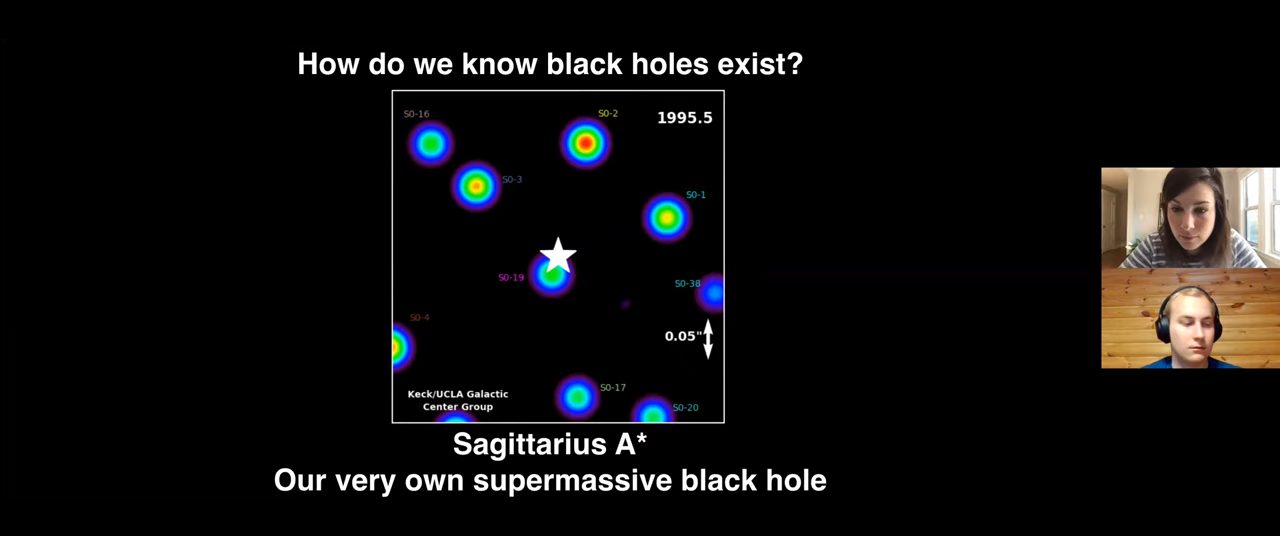 How do we know black holes exist?
S0-16
S0-2
1995.5
S0-3
S0-1
S0-19
S0-38
S0-4
0.05"
S0-17
Keck/UCLA Galactic
Center Group
S0-20
Sagittarius A*
Our very own supermassive black hole